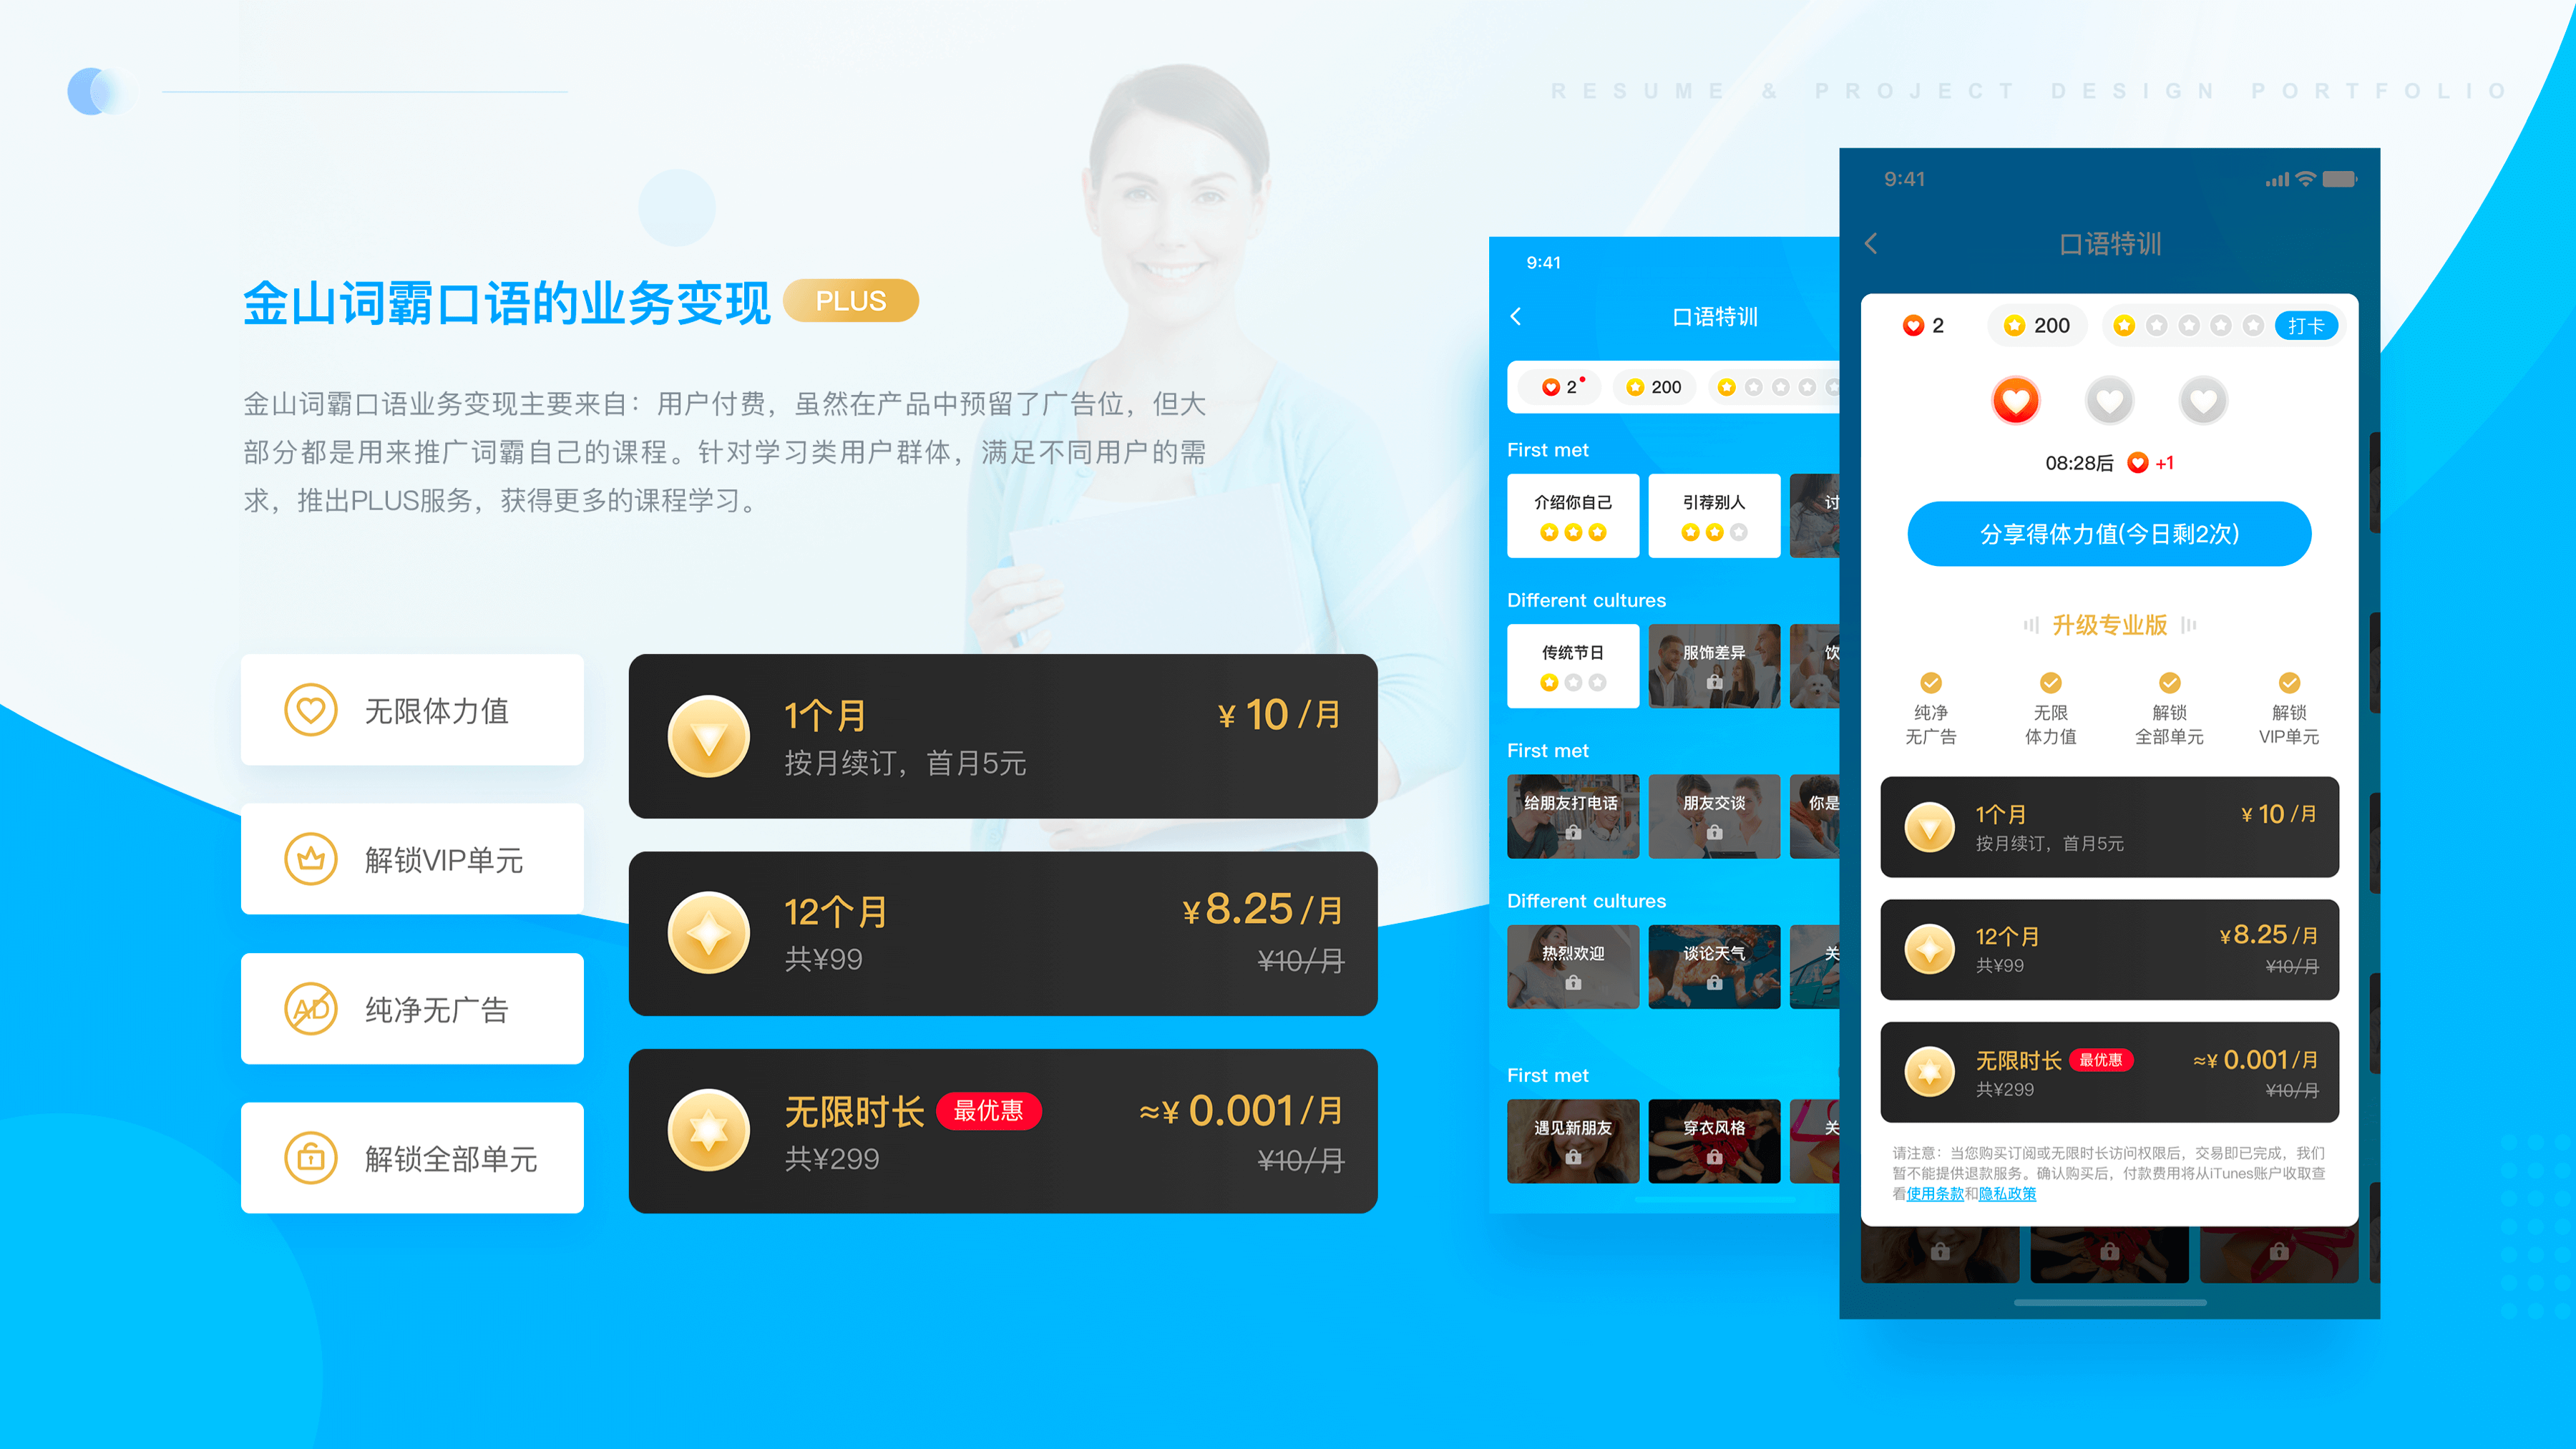 RESUME & PROJECT DESIGN PORTFOLIO
金山词霸口语的业务变现 PLUS
金山词霸口语业务变现主要来自：用户付费，虽然在产品中预留了广告位，但大
部分都是用来推广词霸自己的课程。针对学习类用户群体，满足不同用户的需
求，推出PLUS服务，获得更多的课程学习。
无限体力值
解锁VIP单元
AD 纯净无广告
解锁全部单元
1个月 ¥ 10 /月
按月续订，首月5元
12个月 ¥8.25/月
共¥99 ¥10/月
无限时长 最优惠 ≈¥ 0.001/月
共¥299 ¥10/月
9:41
口语特训
2 200
First met
介绍你自己 引荐别人 讨
Different cultures
传统节日 服饰差异 饮
First met
给朋友打电话 朋友交谈 你是
Different cultures
热烈欢迎 谈论天气 关
First met
遇见新朋友 穿衣风格 关
9:41
口语特训
2 200 打卡
08:28后 +1
分享得体力值(今日剩2次)
升级专业版
纯净 无限 解锁 解锁
无广告 体力值 全部单元 VIP单元
1个月 ¥ 10 /月
按月续订，首月5元
12个月 ¥8.25/月
共¥99 ¥10/月
无限时长 最优惠 ≈¥ 0.001/月
共¥299 ¥10/月
请注意：当您购买订阅或无限时长访问权限后，交易即已完成，我们
暂不能提供退款服务。确认购买后，付款费用将从iTunes账户收取查
看使用条款和隐私政策